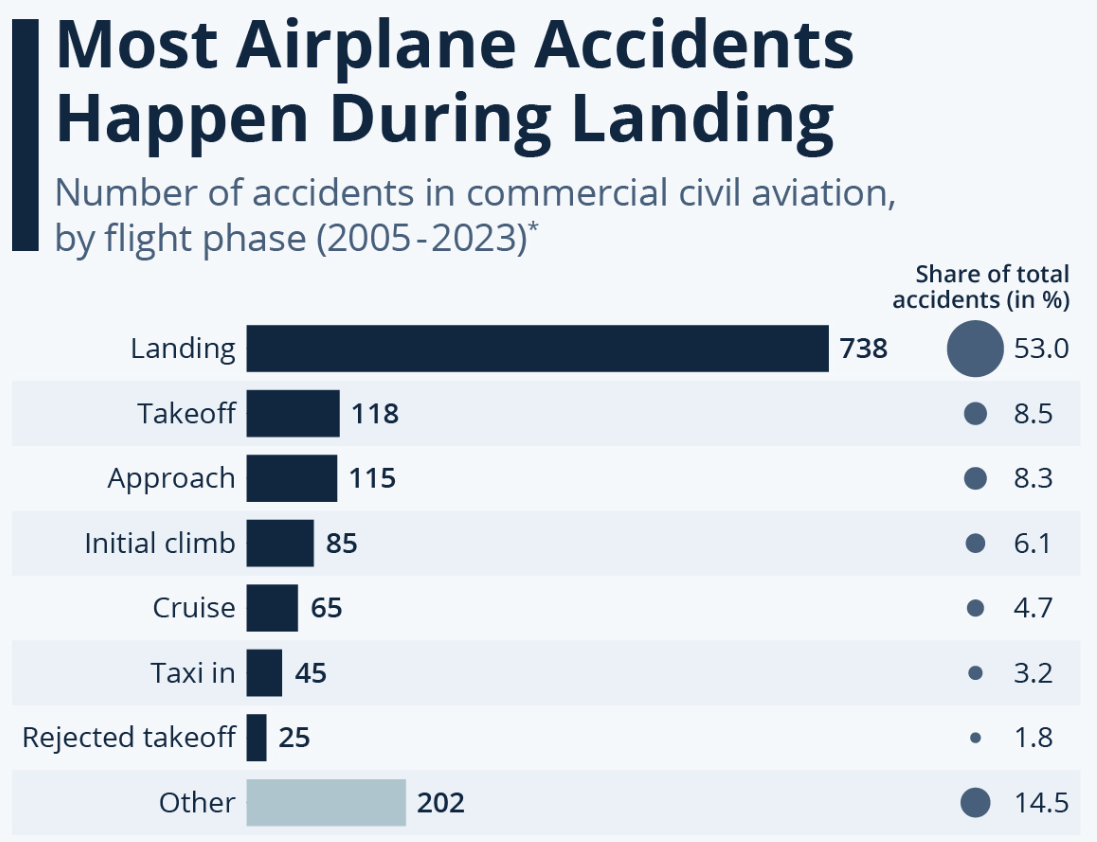 Most Airplane Accidents
Happen During Landing
Number of accidents in commercial civil aviation,
by flight phase (2005-2023)*
Share of total
accidents (in %)
Landing 738 53.0
Takeoff 118 8.5
Approach 115 8.3
Initial climb 85 6.1
Cruise 65 4.7
Taxi in 45 3.2
Rejected takeoff 25 1.8
Other 202 14.5